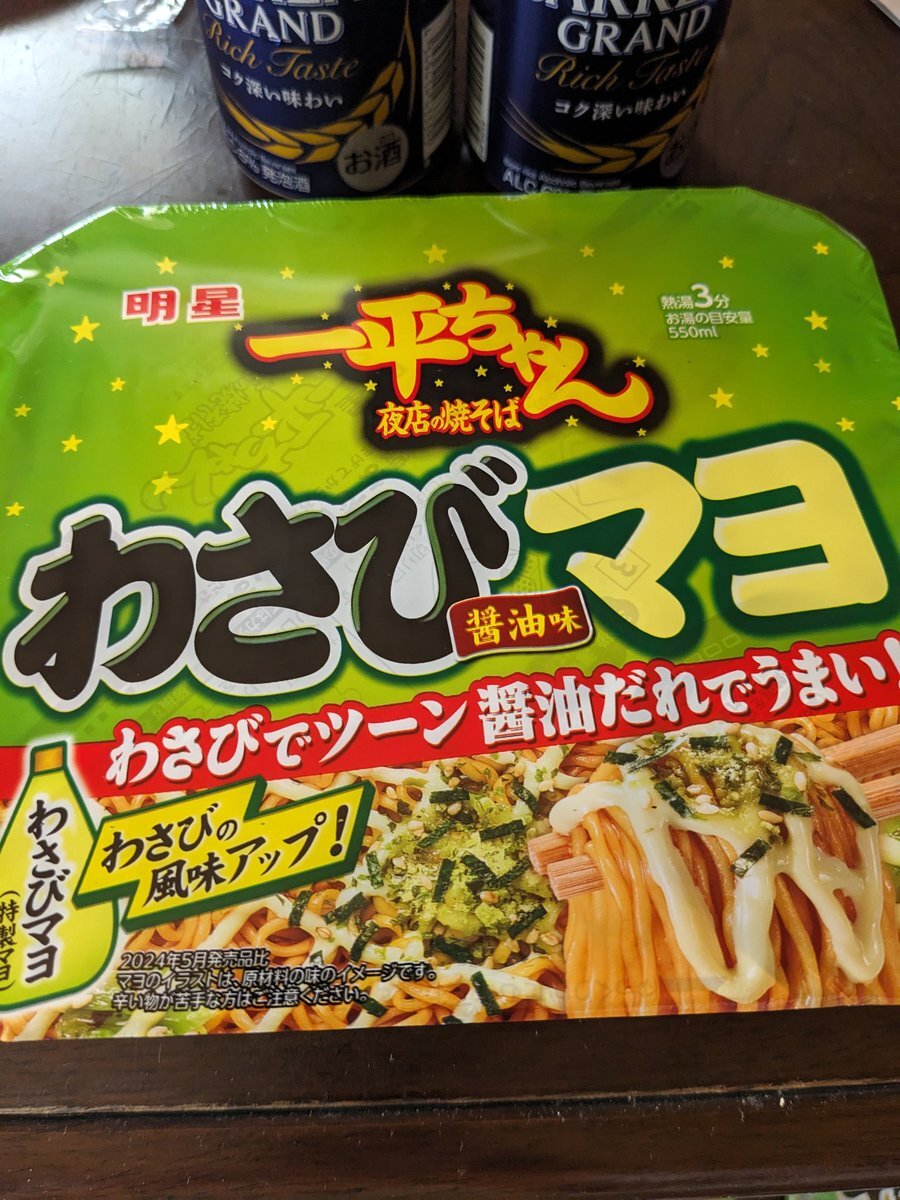 GRAND
Rich Taste
コク深い味わい
お酒
発泡酒
BARREL
GRAND
Rich Taste
コク深い味わい
ALC
明星
一平ちゃん
夜店の焼そば
熱湯3分
お湯の目安量
550ml
わさびマヨ
醤油味
わさびでツーン醤油だれでうまい!
わさびマヨ
(特製マヨ)
わさびの
風味アップ!
2024年5月発売品比
マヨのイラストは、原材料の味のイメージです。
辛い物が苦手な方はご注意ください。